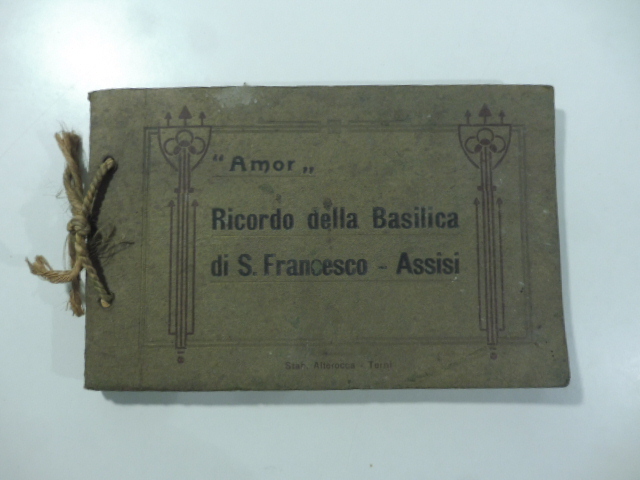 "Amor„
Ricordo della Basilica
di S. Francesco - Assisi
Stab. Alterocca - Terni